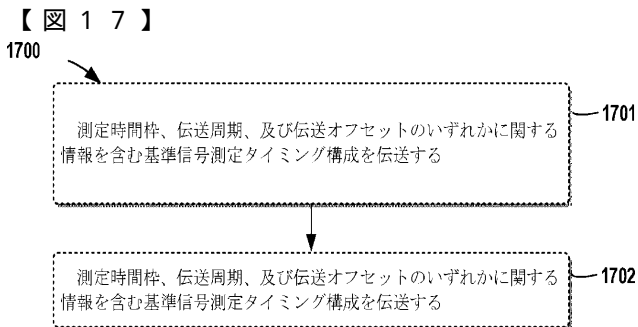 【図１７】
1700
測定時間枠、伝送周期、及び伝送オフセットのいずれかに関する
情報を含む基準信号測定タイミング構成を伝送する
1701
測定時間枠、伝送周期、及び伝送オフセットのいずれかに関する
情報を含む基準信号測定タイミング構成を伝送する
1702